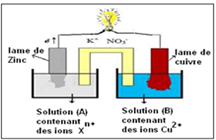 lame de
Zinc
e↑
K⁺ NO₃⁻
lame de
cuivre
Solution (A)
contenant
des ions Xⁿ⁺
Solution (B)
contenant
des ions Cu²⁺